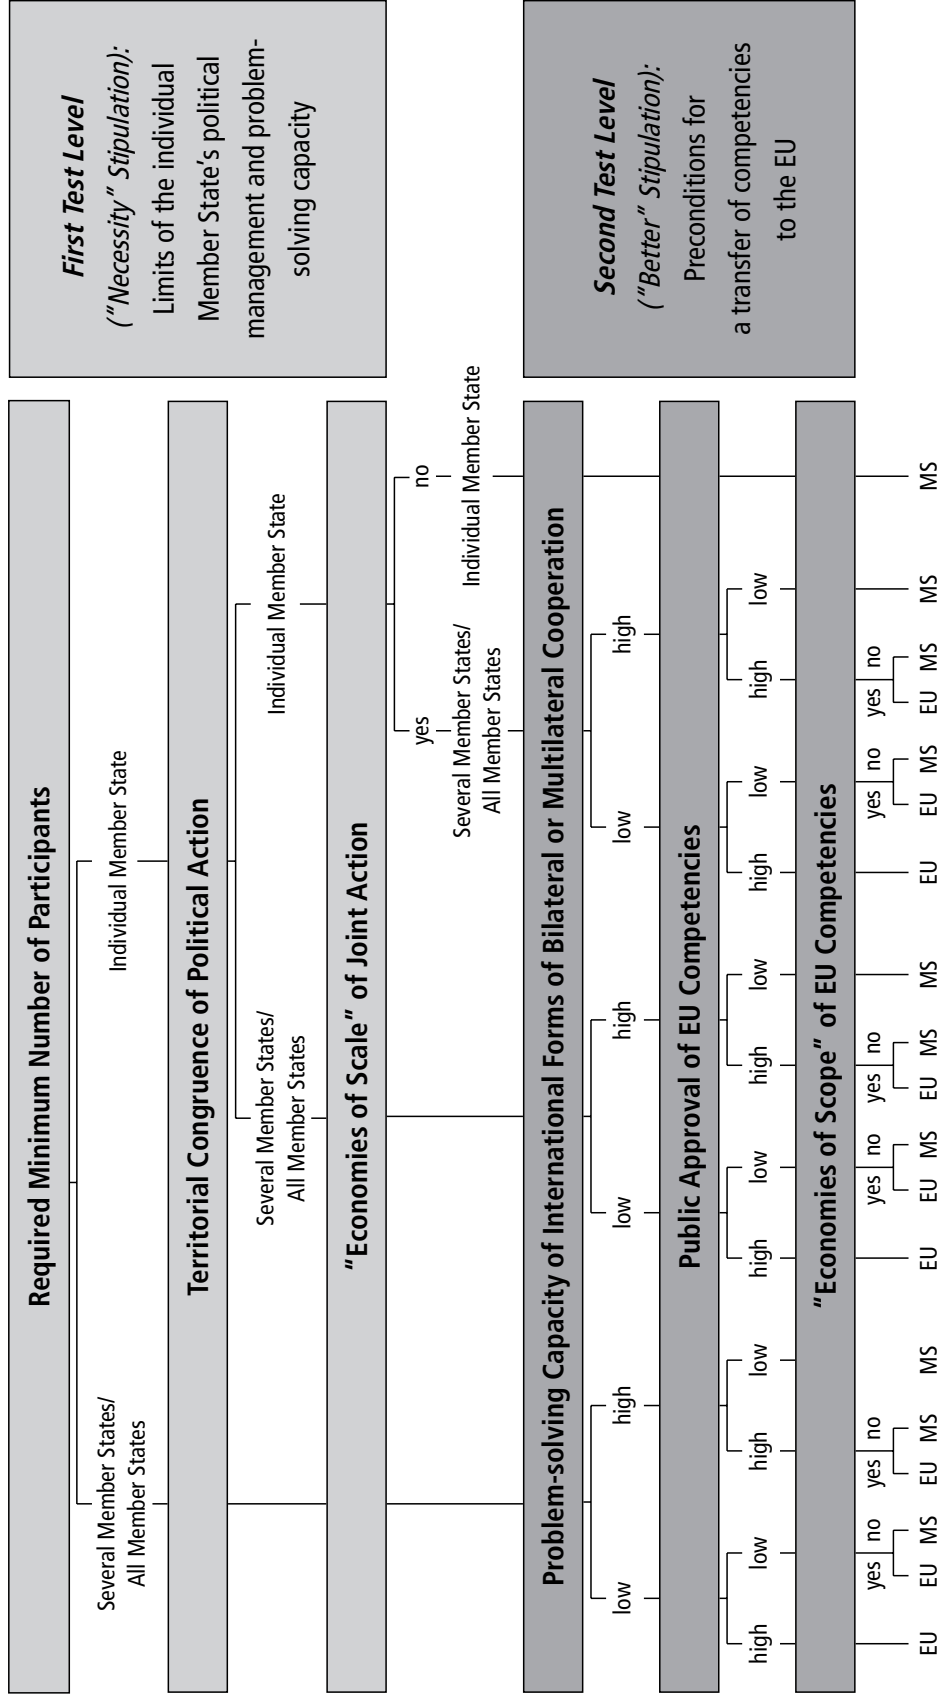 Required Minimum Number of Participants
Several Member States/
All Member States
Individual Member State
Territorial Congruence of Political Action
Several Member States/
All Member States
Individual Member State
"Economies of Scale" of Joint Action
yes no
Several Member States/
All Member States
Individual Member State
First Test Level
("Necessity" Stipulation):
Limits of the individual
Member State's political
management and problem-
solving capacity
Problem-solving Capacity of International Forms of Bilateral or Multilateral Cooperation
low high low high low high
Public Approval of EU Competencies
high low high low high low high low high low high low
"Economies of Scope" of EU Competencies
yes no yes no yes no yes no yes no yes no
EU EU MS EU MS MS EU EU MS EU MS MS EU EU MS EU MS MS MS
Second Test Level
("Better" Stipulation):
Preconditions for
a transfer of competencies
to the EU